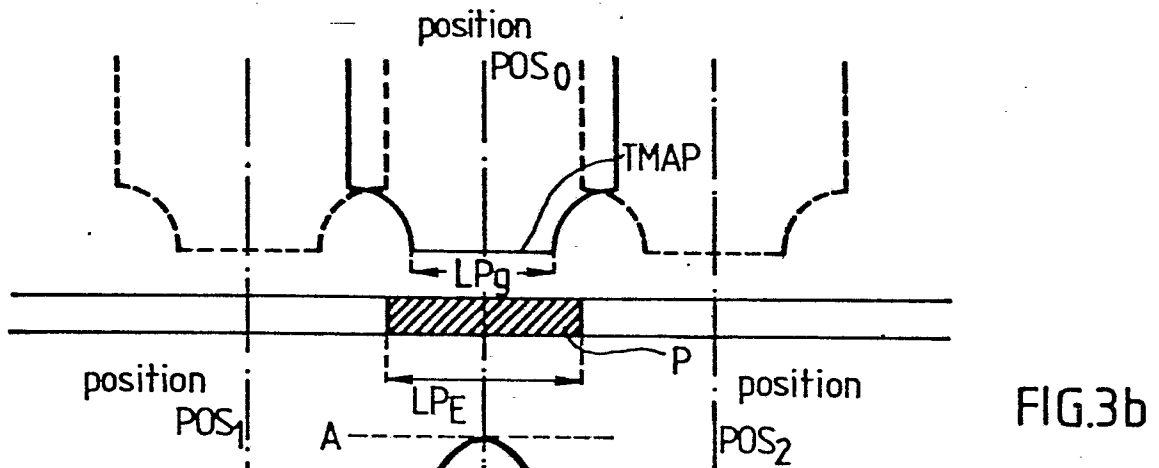 position
POS0
TMAP
LPg
P
LPE
position
POS1
A
position
POS2
FIG.3b